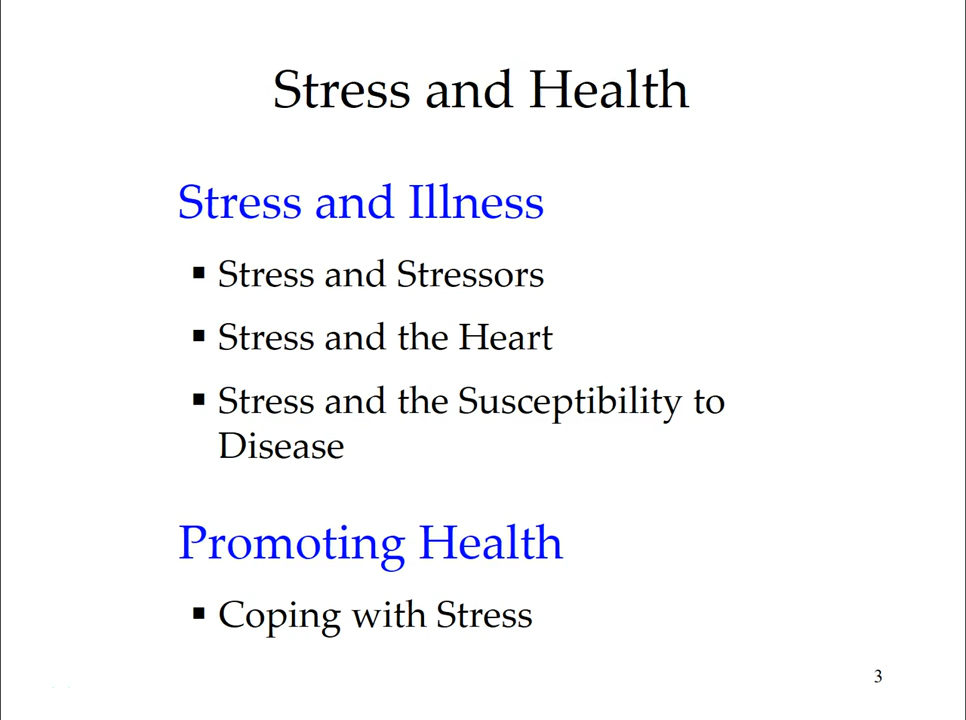 Stress and Health
Stress and Illness
▪ Stress and Stressors
▪ Stress and the Heart
▪ Stress and the Susceptibility to
Disease
Promoting Health
▪ Coping with Stress
3